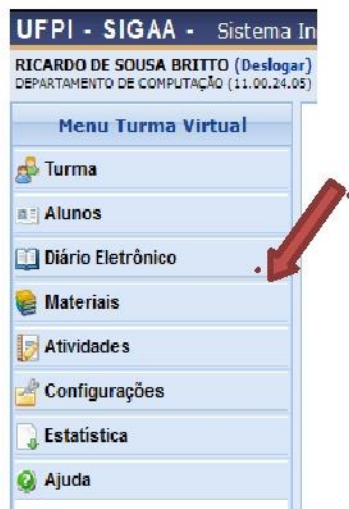 UFPI - SIGAA - Sistema In
RICARDO DE SOUSA BRITTO (Deslogar)
DEPARTAMENTO DE COMPUTAÇÃO (11.00.24.05)
Menu Turma Virtual
Turma
Alunos
Diário Eletrônico
Materiais
Atividades
Configurações
Estatística
Ajuda